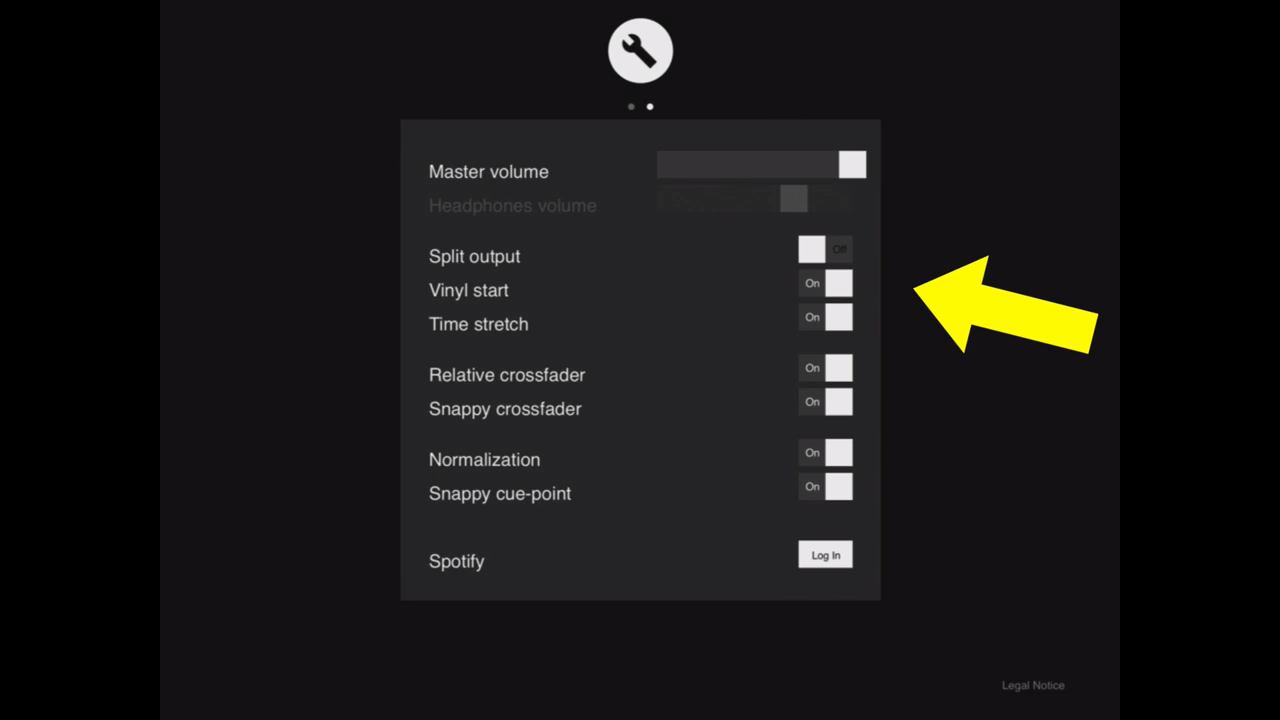 Master volume
Headphones volume
Split output Off
Vinyl start On
Time stretch On
Relative crossfader On
Snappy crossfader On
Normalization On
Snappy cue-point On
Spotify Log In
Legal Notice